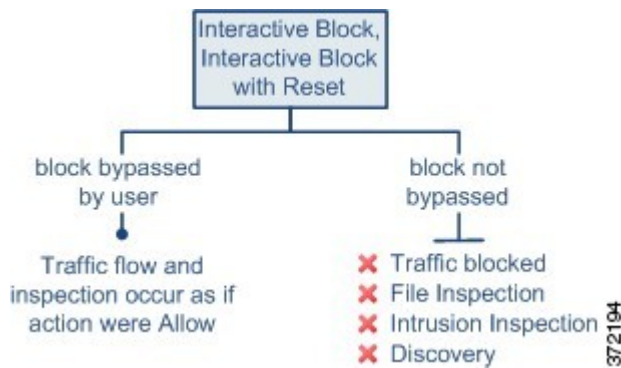 Interactive Block,
Interactive Block
with Reset
block bypassed
by user
block not
bypassed
Traffic flow and
inspection occur as if
action were Allow
Traffic blocked
File Inspection
Intrusion Inspection
Discovery
372194